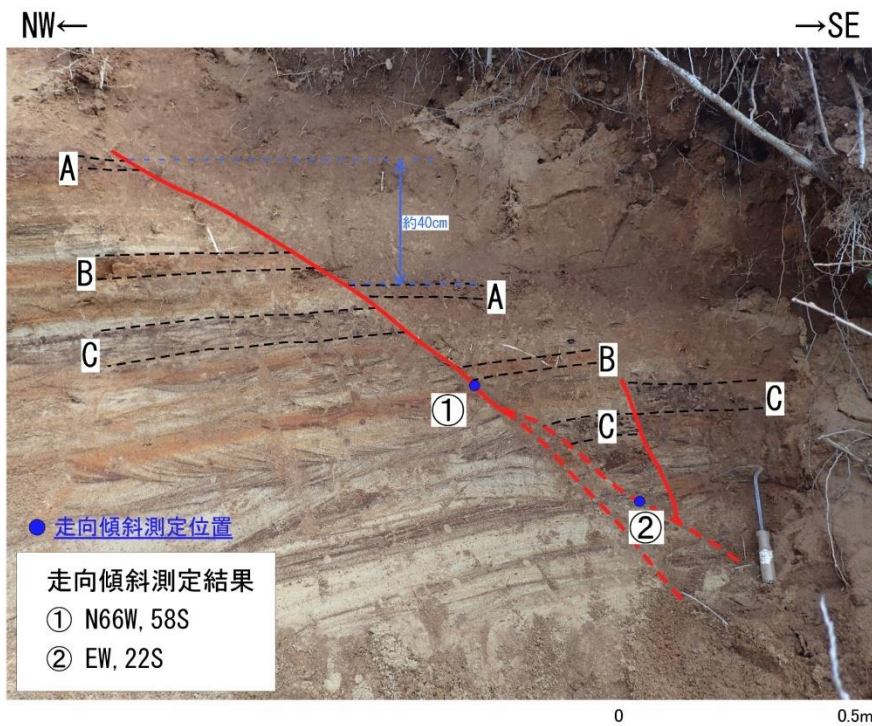 NW← →SE
A
約40cm
B
A
C
B
①
C
C
②
● 走向傾斜測定位置
走向傾斜測定結果
① N66W, 58S
② EW, 22S
0 0.5m